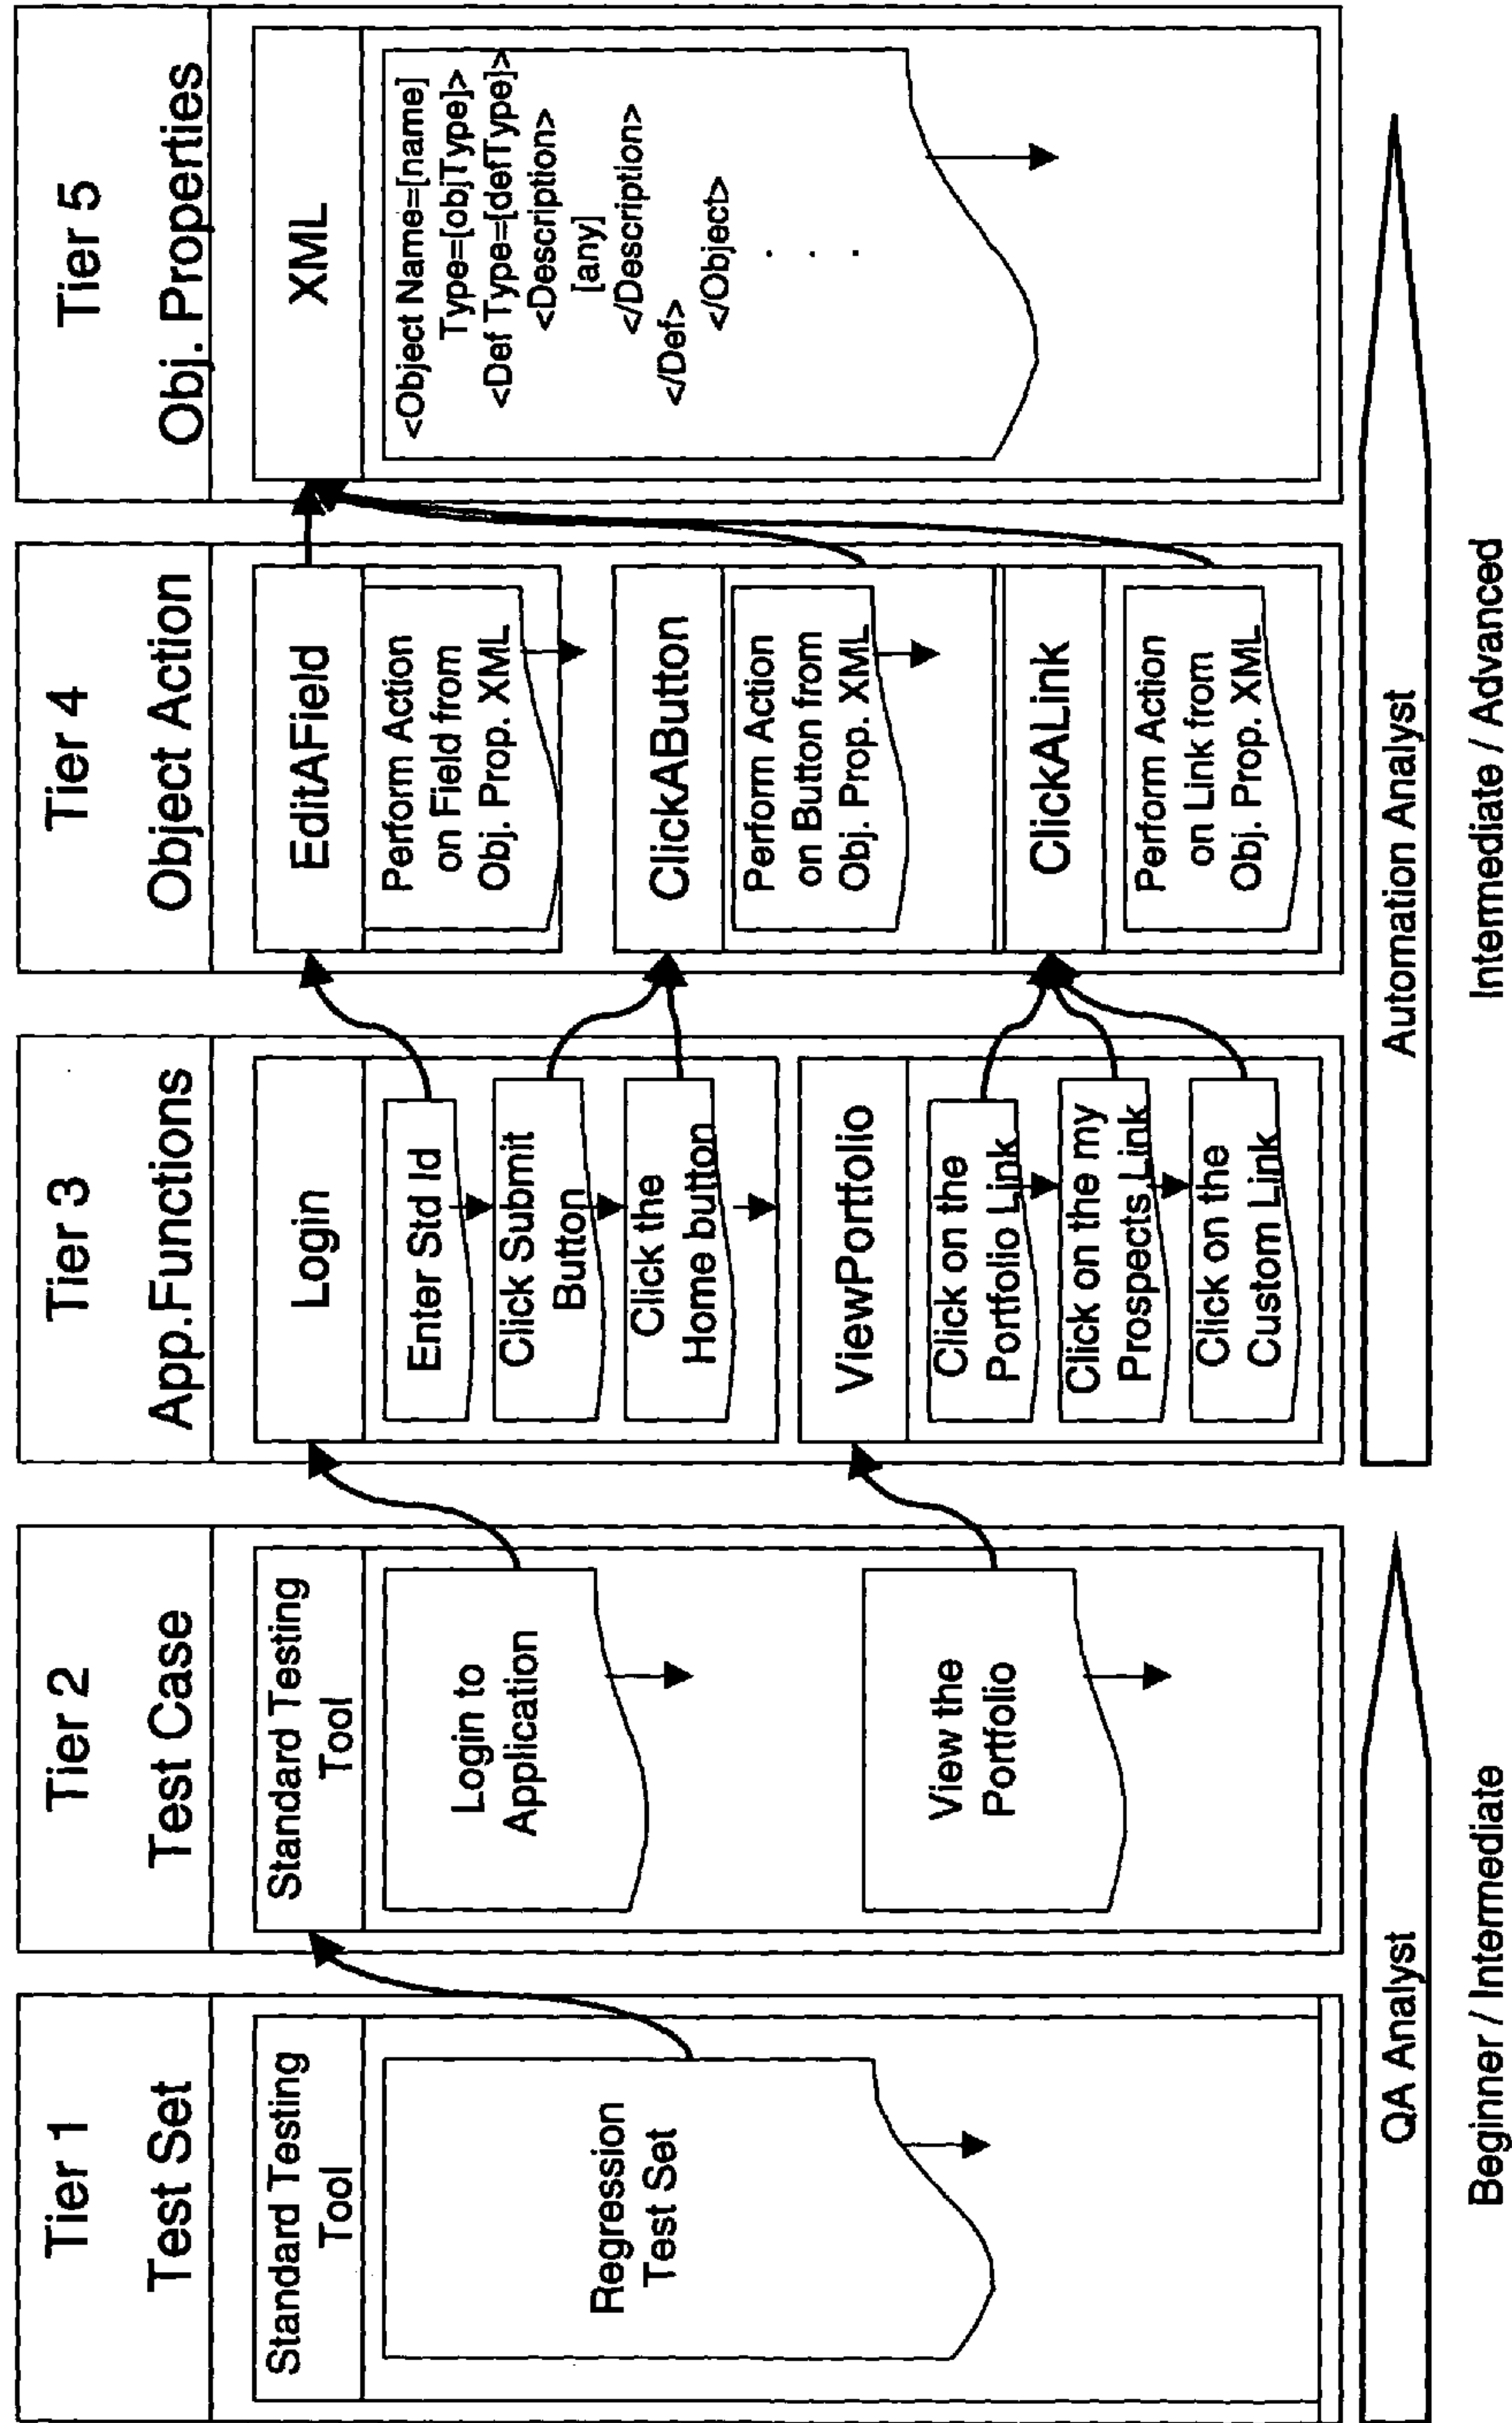 Tier 1
Test Set
Standard Testing
Tool
Regression
Test Set
Tier 2
Test Case
Standard Testing
Tool
Login to
Application
View the
Portfolio
Tier 3
App.Functions
Login
Enter Std Id
Click Submit
Button
Click the
Home button
ViewPortfolio
Click on the
Portfolio Link
Click on the my
Prospects Link
Click on the
Custom Link
Tier 4
Object Action
EditAField
Perform Action
on Field from
Obj. Prop. XML
ClickAButton
Perform Action
on Button from
Obj. Prop. XML
ClickALink
Perform Action
on Link from
Obj. Prop. XML
Tier 5
Obj. Properties
XML
<Object Name=[name]
Type=[objType]>
<Def Type=[defType]>
<Description>
[any]
</Description>
</Def>
</Object>
. . .
QA Analyst
Automation Analyst
Beginner / Intermediate
Intermediate / Advanced